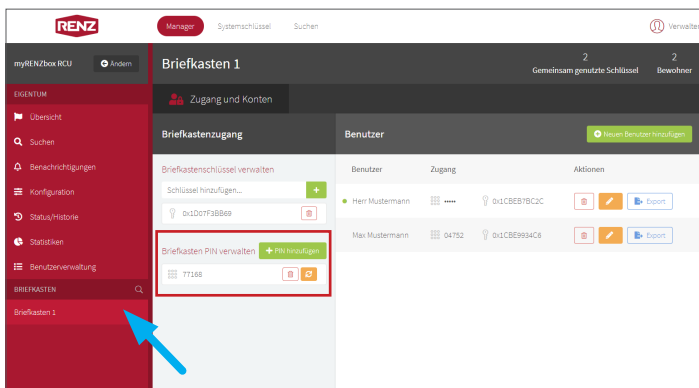 RENZ
Manager Systemschlüssel Suchen
Verwalter
myRENZbox RCU Ändern
Briefkasten 1
2 2
Gemeinsam genutzte Schlüssel Bewohner
EIGENTUM
Zugang und Konten
Übersicht
Suchen
Briefkastenzugang
Benutzer
Neuen Benutzer hinzufügen
Benachrichtigungen
Briefkastenschlüssel verwalten
Benutzer Zugang Aktionen
Konfiguration
Schlüssel hinzufügen...
Herr Mustermann ••••• 0x1CBEB7BC2C Export
Status/Historie
0x1D07F3BB69
Statistiken
Max Mustermann 04752 0x1CBE9934C6 Export
Briefkasten PIN verwalten + PIN hinzufügen
Benutzerverwaltung
77168
BRIEFKASTEN
Briefkasten 1